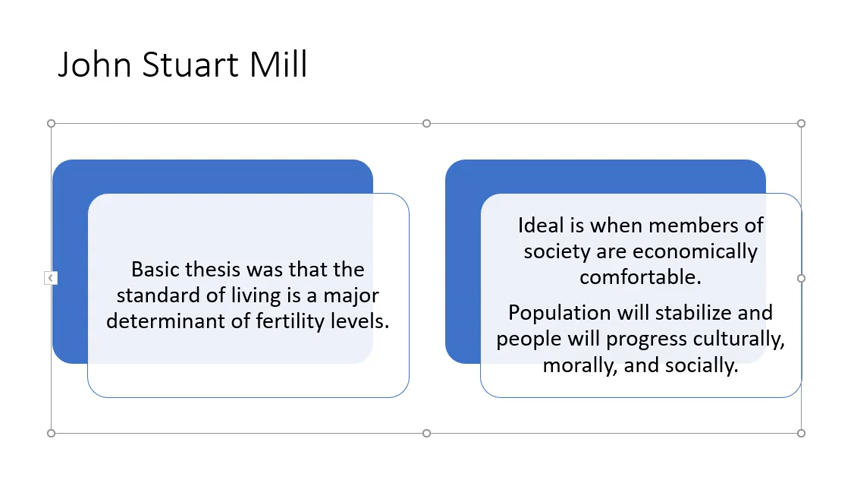 John Stuart Mill
Basic thesis was that the
standard of living is a major
determinant of fertility levels.
Ideal is when members of
society are economically
comfortable.
Population will stabilize and
people will progress culturally,
morally, and socially.